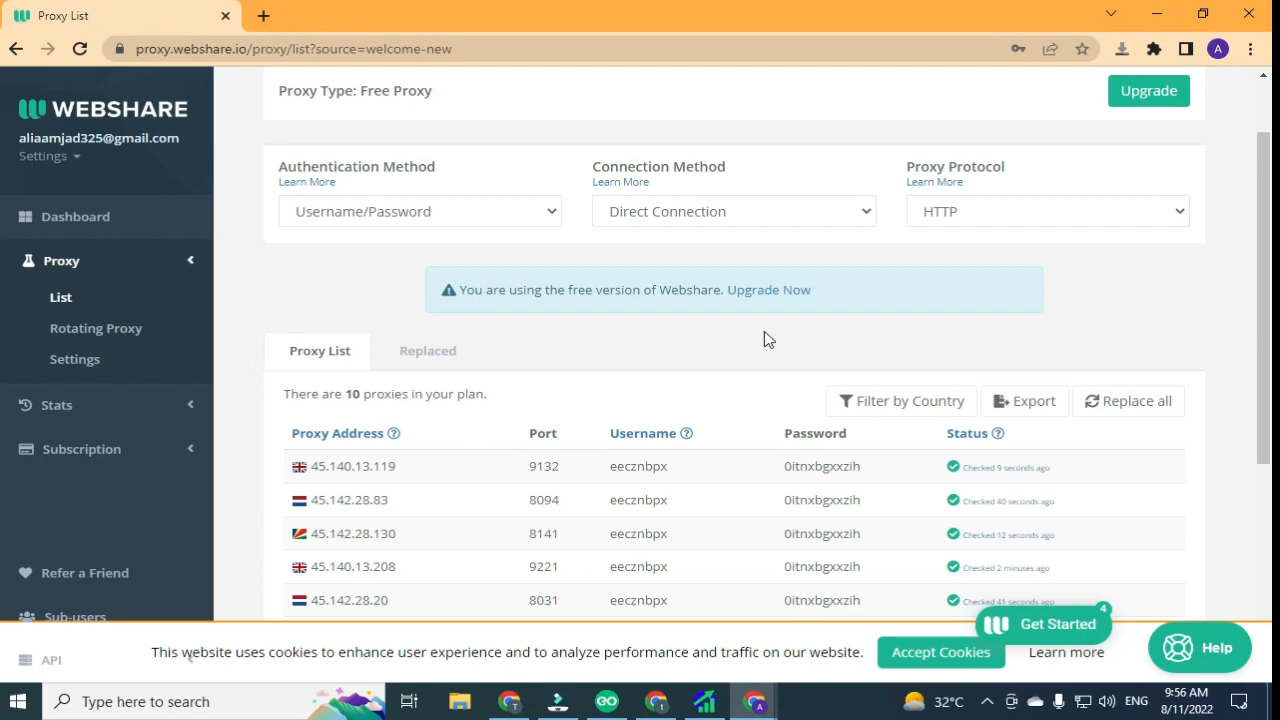 Proxy List
proxy.webshare.io/proxy/list?source=welcome-new
A
WEBSHARE
aliaamjad325@gmail.com
Settings
Dashboard
Proxy
List
Rotating Proxy
Settings
Stats
Subscription
Refer a Friend
Sub-users
API
Proxy Type: Free Proxy
Upgrade
Authentication Method
Learn More
Username/Password
Connection Method
Learn More
Direct Connection
Proxy Protocol
Learn More
HTTP
You are using the free version of Webshare. Upgrade Now
Proxy List
Replaced
There are 10 proxies in your plan.
Filter by Country
Export
Replace all
Proxy Address Port Username Password Status
45.140.13.119 9132 eecznbpx 0itnxbgxxzih Checked 9 seconds ago
45.142.28.83 8094 eecznbpx 0itnxbgxxzih Checked 40 seconds ago
45.142.28.130 8141 eecznbpx 0itnxbgxxzih Checked 12 seconds ago
45.140.13.208 9221 eecznbpx 0itnxbgxxzih Checked 2 minutes ago
45.142.28.20 8031 eecznbpx 0itnxbgxxzih Checked 41 seconds ago
Get Started
4
Help
This website uses cookies to enhance user experience and to analyze performance and traffic on our website.
Accept Cookies
Learn more
Type here to search
32°C
ENG
9:56 AM
8/11/2022